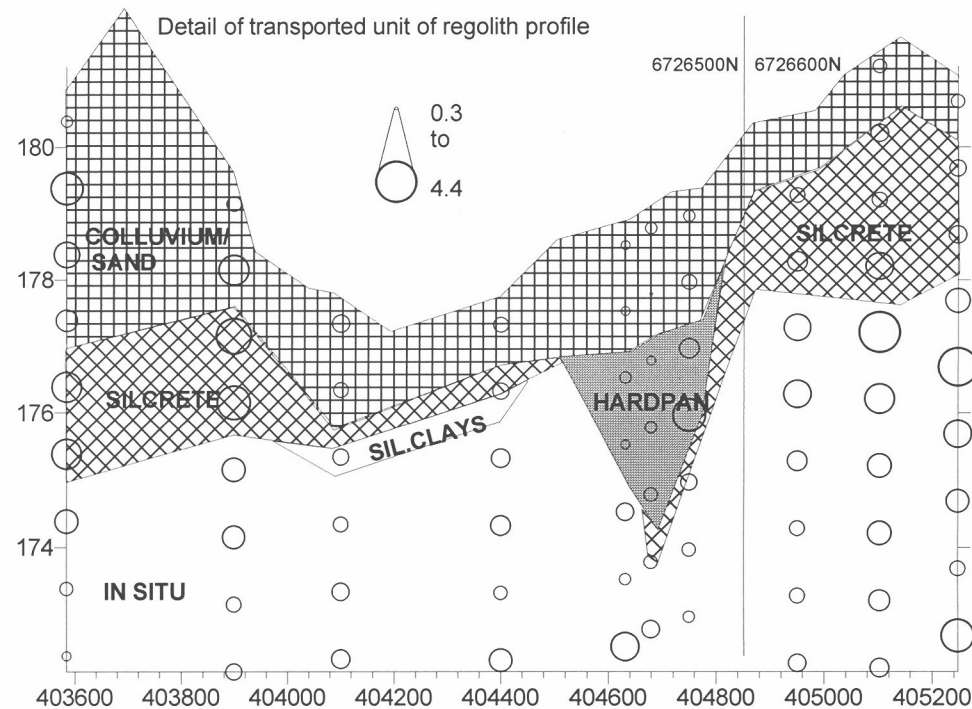 Detail of transported unit of regolith profile
6726500N
6726600N
0.3
to
4.4
180
178
176
174
COLLUVIUM/
SAND
SILCRETE
SILCRETE
HARDPAN
SIL.CLAYS
IN SITU
403600 403800 404000 404200 404400 404600 404800 405000 405200